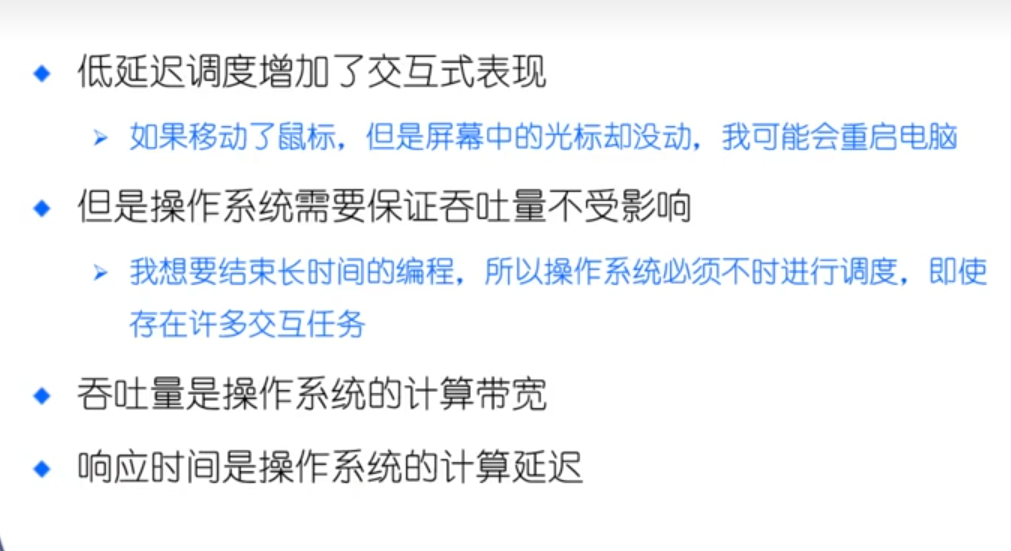 低延迟调度增加了交互式表现
如果移动了鼠标，但是屏幕中的光标却没动，我可能会重启电脑
但是操作系统需要保证吞吐量不受影响
我想要结束长时间的编程，所以操作系统必须不时进行调度，即使
存在许多交互任务
吞吐量是操作系统的计算带宽
响应时间是操作系统的计算延迟